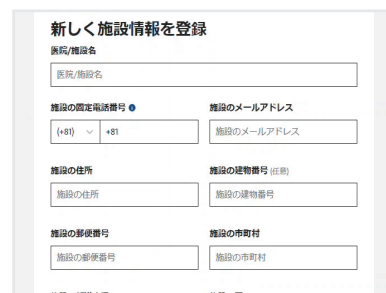 新しく施設情報を登録
医院/施設名
医院/施設名
施設の固定電話番号
施設のメールアドレス
(+81) +81
施設のメールアドレス
施設の住所
施設の建物番号 (任意)
施設の住所
施設の建物番号
施設の郵便番号
施設の市町村
施設の郵便番号
施設の市町村